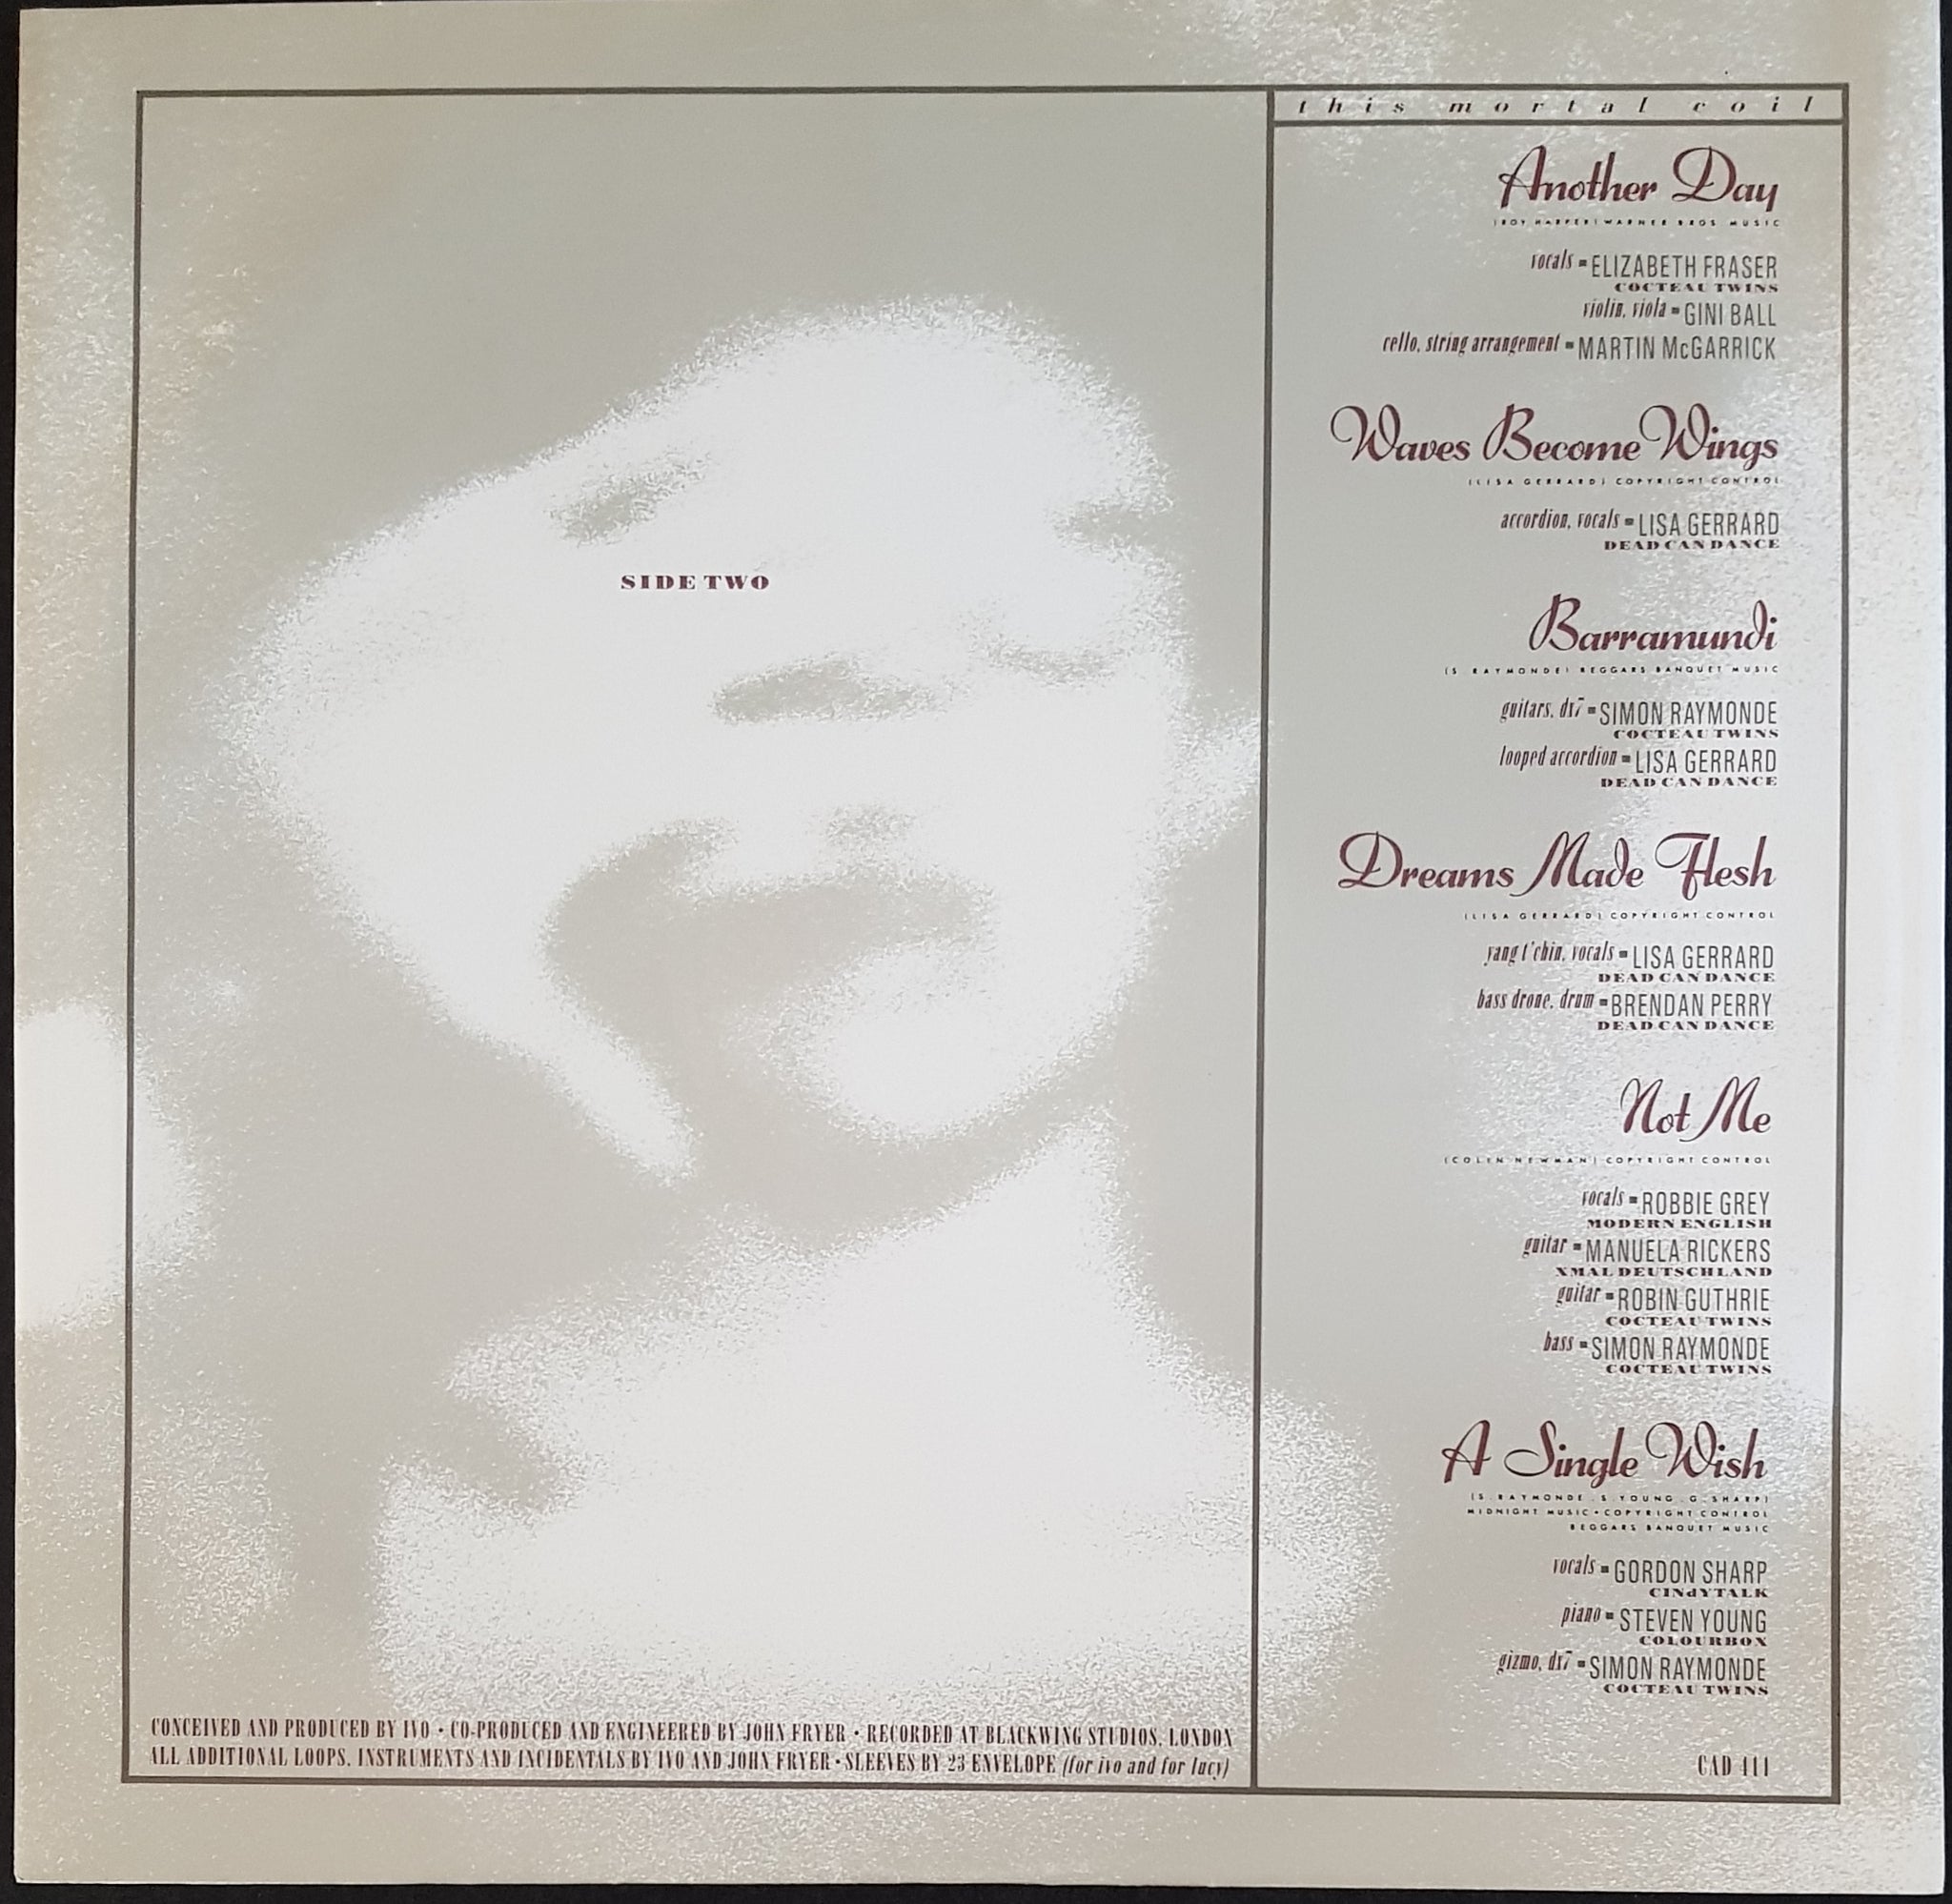 this mortal coil
Another Day
(ROY HARPER) WARNER BROS MUSIC
vocals = ELIZABETH FRASER
COCTEAU TWINS
violin, viola = GINI BALL
cello, string arrangement = MARTIN McGARRICK
Waves Become Wings
(LISA GERRARD) COPYRIGHT CONTROL
accordion, vocals = LISA GERRARD
DEAD CAN DANCE
SIDE TWO
Barramundi
(S. RAYMONDE) BEGGARS BANQUET MUSIC
guitars, dx7 = SIMON RAYMONDE
COCTEAU TWINS
looped accordion = LISA GERRARD
DEAD CAN DANCE
Dreams Made Flesh
(LISA GERRARD) COPYRIGHT CONTROL
yang t'chin, vocals = LISA GERRARD
DEAD CAN DANCE
bass drone, drum = BRENDAN PERRY
DEAD CAN DANCE
Not Me
(COLIN NEWMAN) COPYRIGHT CONTROL
vocals = ROBBIE GREY
MODERN ENGLISH
guitar = MANUELA RICKERS
XMAL DEUTSCHLAND
guitar = ROBIN GUTHRIE
COCTEAU TWINS
bass = SIMON RAYMONDE
COCTEAU TWINS
A Single Wish
(S. RAYMONDE . S. YOUNG . G. SHARP)
MIDNIGHT MUSIC • COPYRIGHT CONTROL
BEGGARS BANQUET MUSIC
vocals = GORDON SHARP
CINdYTALK
piano = STEVEN YOUNG
COLOURBOX
gizmo, dx7 = SIMON RAYMONDE
COCTEAU TWINS
CONCEIVED AND PRODUCED BY IVO • CO-PRODUCED AND ENGINEERED BY JOHN FRYER • RECORDED AT BLACKWING STUDIOS, LONDON
ALL ADDITIONAL LOOPS, INSTRUMENTS AND INCIDENTALS BY IVO AND JOHN FRYER • SLEEVES BY 23 ENVELOPE (for ivo and for lucy)
CAD 411